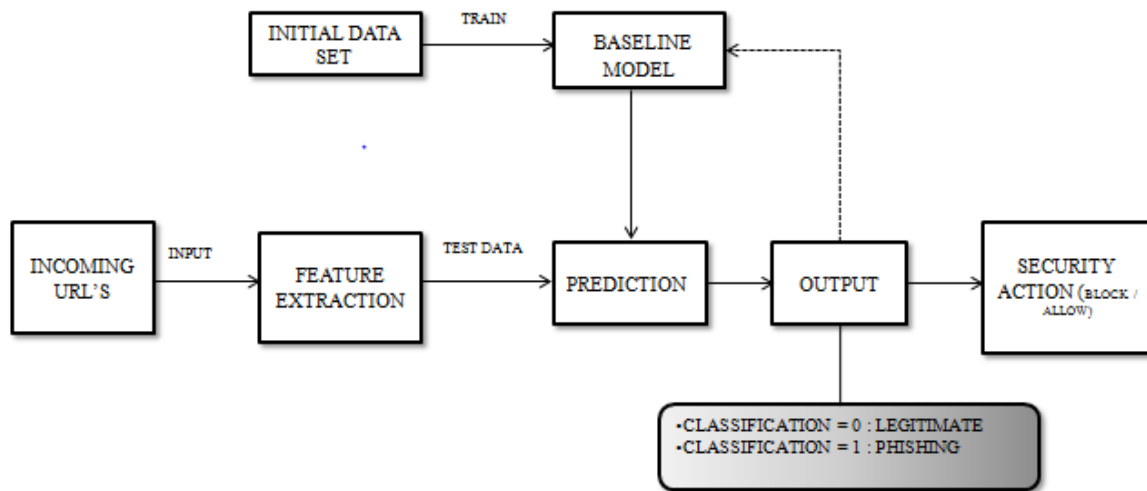 TRAIN
INITIAL DATA
SET
BASELINE
MODEL
INCOMING
URL’S
INPUT
FEATURE
EXTRACTION
TEST DATA
PREDICTION
OUTPUT
SECURITY
ACTION (BLOCK /
ALLOW)
•CLASSIFICATION = 0 : LEGITIMATE
•CLASSIFICATION = 1 : PHISHING